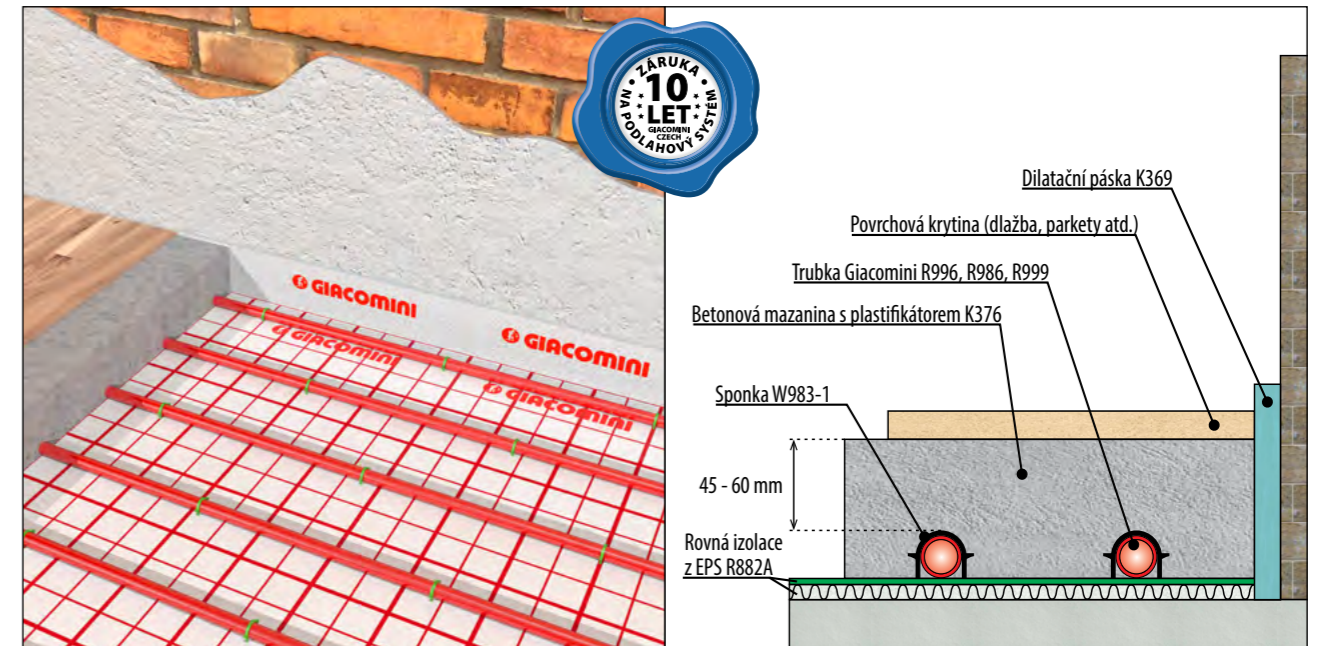 ZÁRUKA
10
LET
GIACOMINI
CZECH
NA PODLAHOVÝ SYSTÉM
GIACOMINI
GIACOMINI
GIACOMINI
GIACOMINI
Dilatační páska K369
Povrchová krytina (dlažba, parkety atd.)
Trubka Giacomini R996, R986, R999
Betonová mazanina s plastifikátorem K376
Sponka W983-1
45 - 60 mm
Rovná izolace
z EPS R882A